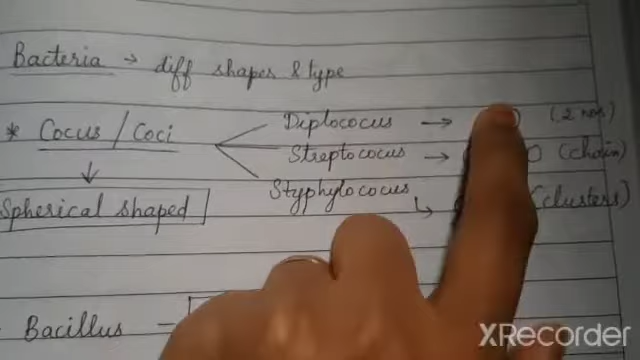 Bacteria → diff shapes & type
* Cocus / Coci
Diplococus → (2 nos)
Streptococus → (chain)
Styphylococus ↳ (clusters)
↓
Spherical shaped
Bacillus –
XRecorder